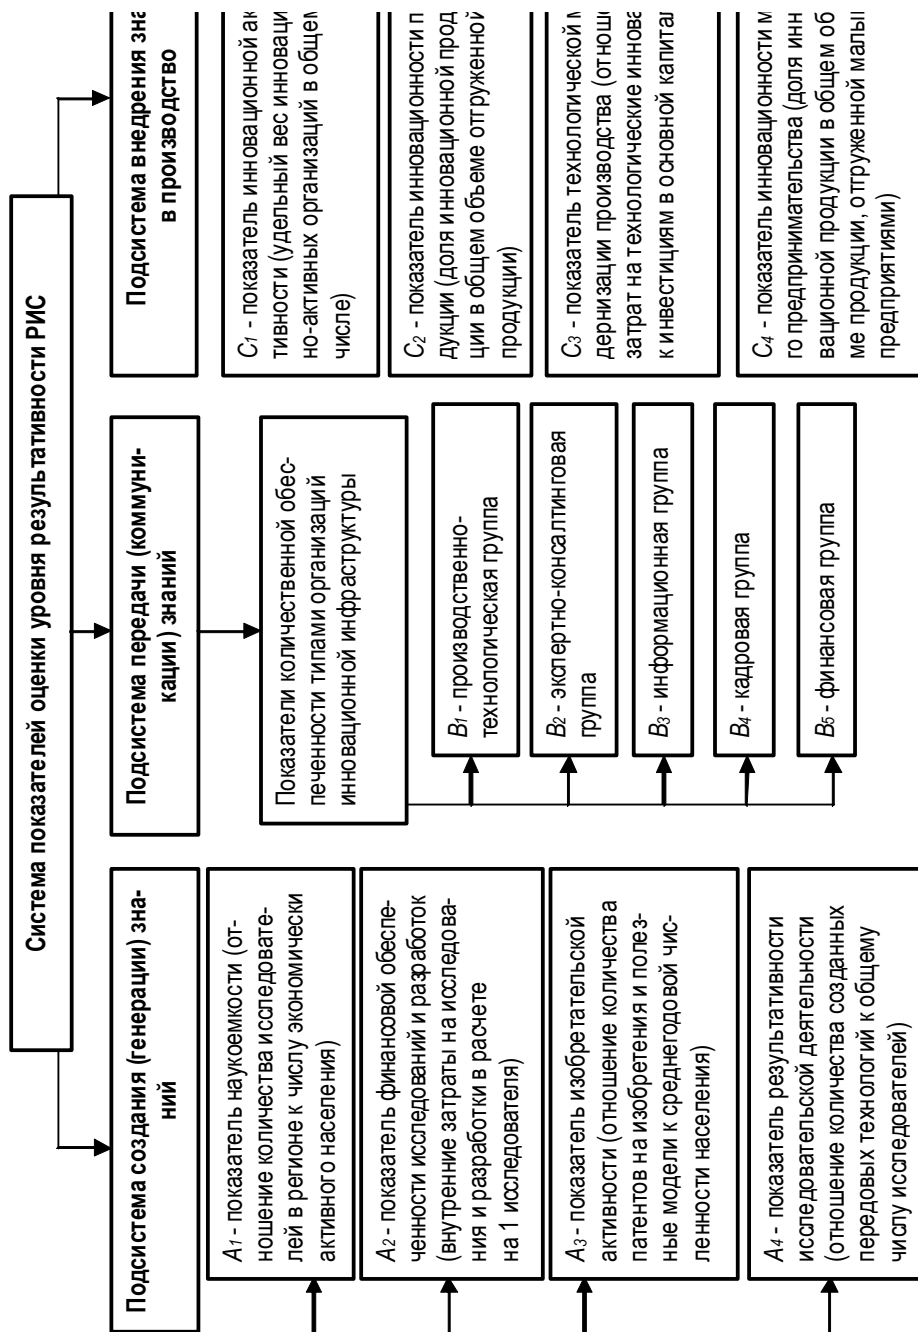 Система показателей оценки уровня результативности РИС
Подсистема создания (генерации) зна-
ний
A1 - показатель наукоемкости (от-
ношение количества исследовате-
лей в регионе к числу экономически
активного населения)
A2 - показатель финансовой обеспе-
ченности исследований и разработок
(внутренние затраты на исследова-
ния и разработки в расчете
на 1 исследователя)
A3 - показатель изобретательской
активности (отношение количества
патентов на изобретения и полез-
ные модели к среднегодовой чис-
ленности населения)
A4 - показатель результативности
исследовательской деятельности
(отношение количества созданных
передовых технологий к общему
числу исследователей)
Подсистема передачи (коммуни-
кации) знаний
Показатели количественной обес-
печенности типами организаций
инновационной инфраструктуры
B1 - производственно-
технологическая группа
B2 - экспертно-консалтинговая
группа
B3 - информационная группа
B4 - кадровая группа
B5 - финансовая группа
Подсистема внедрения зна
в производство
C1 - показатель инновационной ак
тивности (удельный вес инноваци
но-активных организаций в общем
числе)
C2 - показатель инновационности п
дукции (доля инновационной прод
ции в общем объеме отгруженной
продукции)
C3 - показатель технологической м
дернизации производства (отноше
затрат на технологические иннова
к инвестициям в основной капитал
C4 - показатель инновационности м
го предпринимательства (доля инн
вационной продукции в общем об
ме продукции, отгруженной малы
предприятиями)